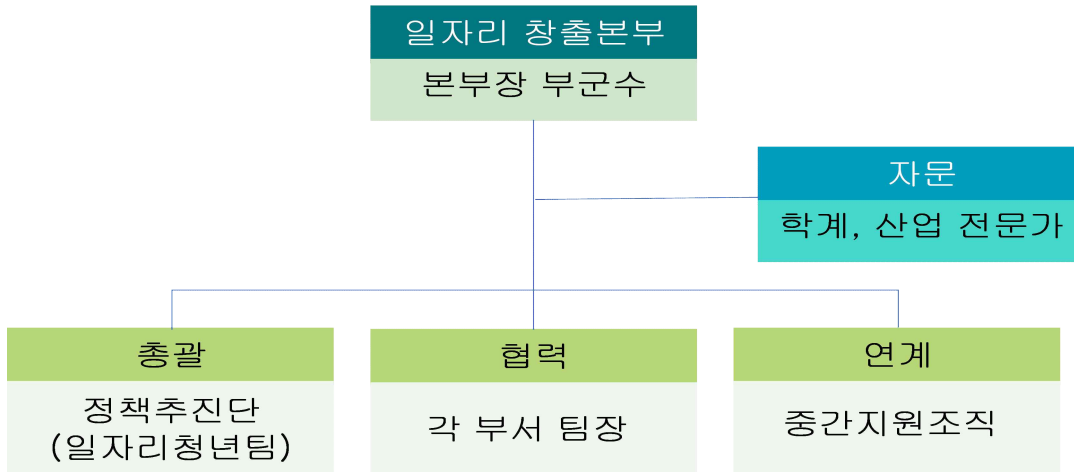 일자리 창출본부
본부장 부군수
자문
학계, 산업 전문가
총괄
정책추진단
(일자리청년팀)
협력
각 부서 팀장
연계
중간지원조직